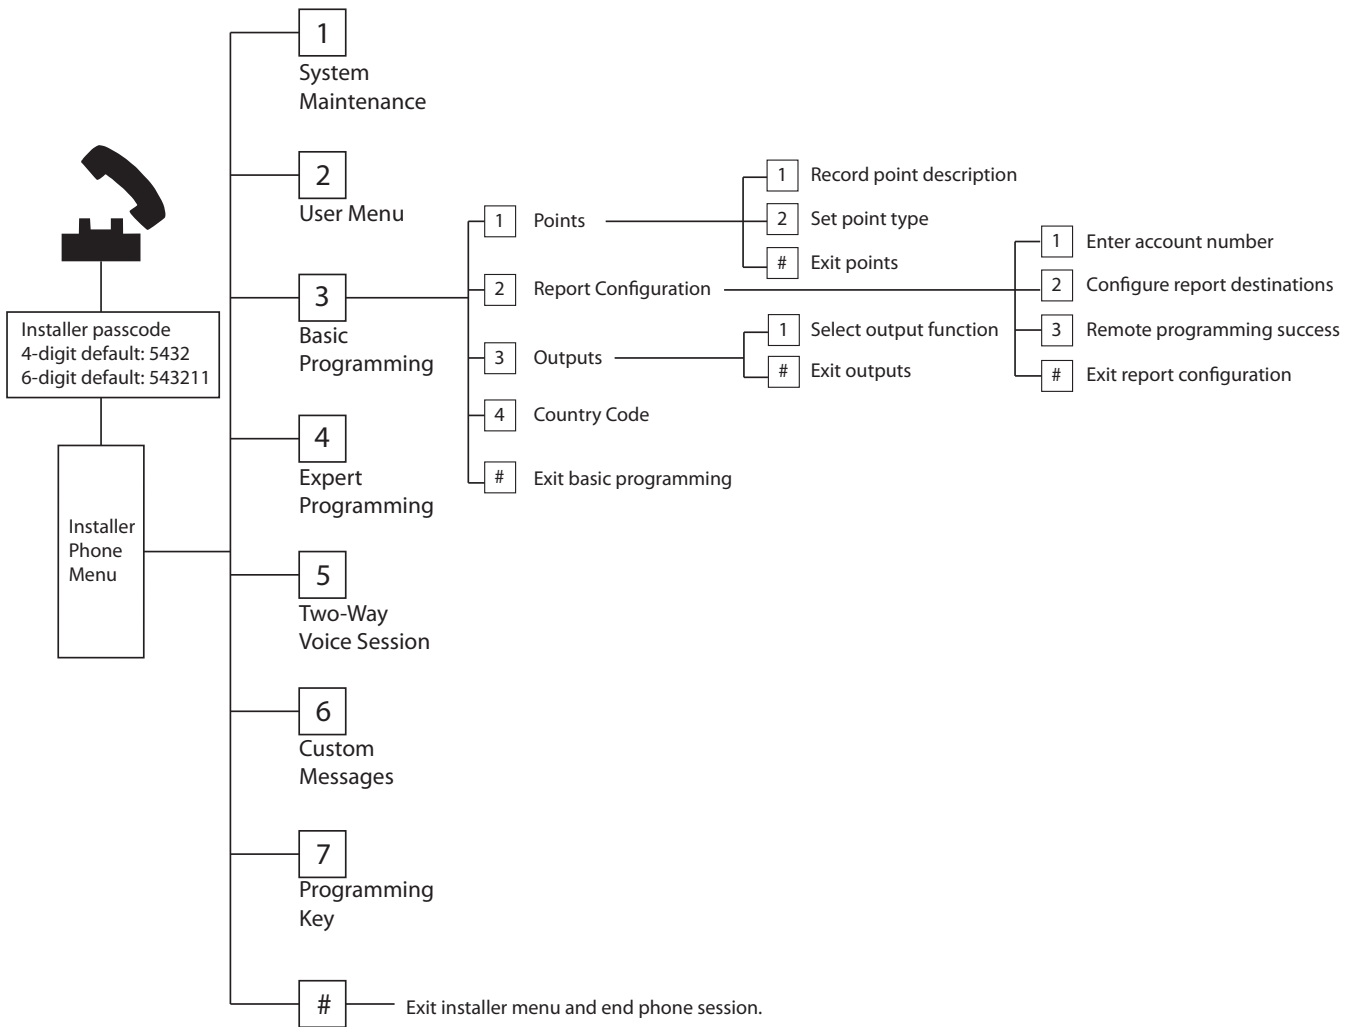 Installer passcode
4-digit default: 5432
6-digit default: 543211
Installer
Phone
Menu
1
System
Maintenance
2
User Menu
3
Basic
Programming
1 Points
1 Record point description
2 Set point type
# Exit points
2 Report Configuration
1 Enter account number
2 Configure report destinations
3 Remote programming success
# Exit report configuration
3 Outputs
1 Select output function
# Exit outputs
4 Country Code
# Exit basic programming
4
Expert
Programming
5
Two-Way
Voice Session
6
Custom
Messages
7
Programming
Key
# Exit installer menu and end phone session.